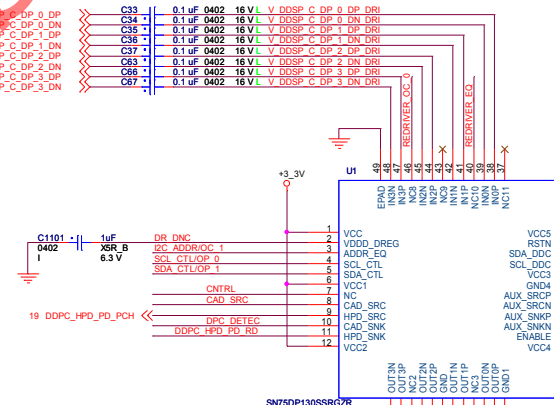 P_C_DP_0_DP C33 0.1 uF 0402 16 V L V_DDSP_C_DP_0_DP_DRI
P_C_DP_0_DN C34 0.1 uF 0402 16 V L V_DDSP_C_DP_0_DN_DRI
P_C_DP_1_DP C35 0.1 uF 0402 16 V L V_DDSP_C_DP_1_DP_DRI
P_C_DP_1_DN C36 0.1 uF 0402 16 V L V_DDSP_C_DP_1_DN_DRI
P_C_DP_2_DP C37 0.1 uF 0402 16 V L V_DDSP_C_DP_2_DP_DRI
P_C_DP_2_DN C63 0.1 uF 0402 16 V L V_DDSP_C_DP_2_DN_DRI
P_C_DP_3_DP C66 0.1 uF 0402 16 V L V_DDSP_C_DP_3_DP_DRI
P_C_DP_3_DN C67 0.1 uF 0402 16 V L V_DDSP_C_DP_3_DN_DRI
REDRIVER_OC_0
REDRIVER_EQ
U1
49 48 47 46 45 44 43 42 41 40 39 38 37
EPAD IN3N IN3P NC8 IN2N IN2P NC9 IN1N IN1P NC10 IN0N IN0P NC11
+3_3V
C1101 1uF
0402 X5R_B
I 6.3 V
1 VCC VCC5
DR_DNC 2 VDDD_DREG RSTN
I2C_ADDR/OC_1 3 ADDR_EQ SDA_DDC
SCL_CTL/OP_0 4 SCL_CTL SCL_DDC
SDA_CTL/OP_1 5 SDA_CTL VCC3
6 VCC1 GND4
CNTRL 7 NC AUX_SRCP
CAD_SRC 8 CAD_SRC AUX_SRCN
19 DDPC_HPD_PD_PCH 9 HPD_SRC AUX_SNKP
DPC_DETEC 10 CAD_SNK AUX_SNKN
DDPC_HPD_PD_RD 11 HPD_SNK ENABLE
12 VCC2 VCC4
OUT3N OUT3P NC2 OUT2N OUT2P GND OUT1N OUT1P NC3 OUT0N OUT0P GND1
SN75DP130SSRGZR